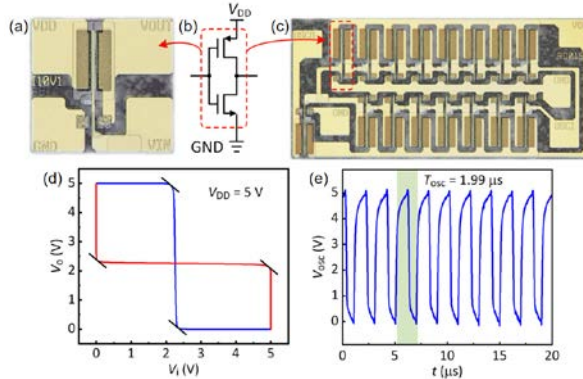 (a)
VDD
VOUT
I10V1
VIN
(b)
V_DD
GND
(c)
(d)
V_DD = 5 V
V_o (V)
5
4
3
2
1
0
0 1 2 3 4 5
V_I (V)
(e)
T_osc = 1.99 μs
V_osc (V)
5
4
3
2
1
0
0 5 10 15 20
t (μs)